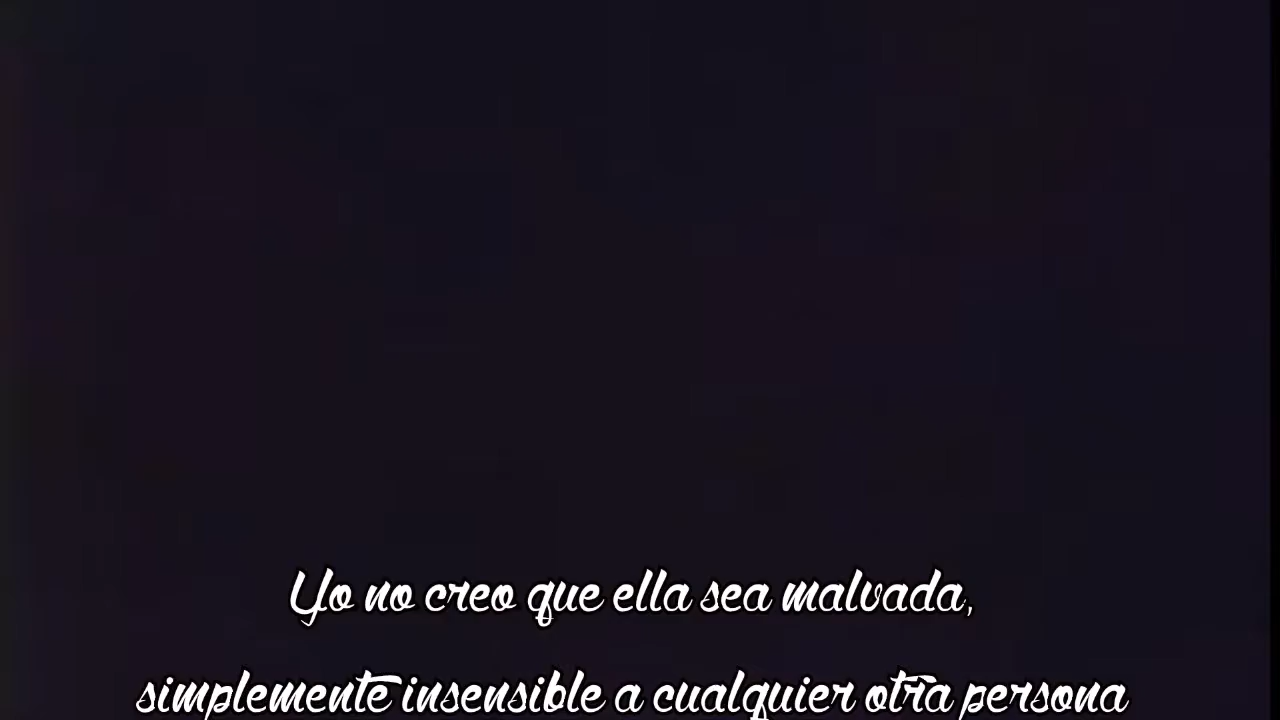 Yo no creo que ella sea malvada,
simplemente insensible a cualquier otra persona